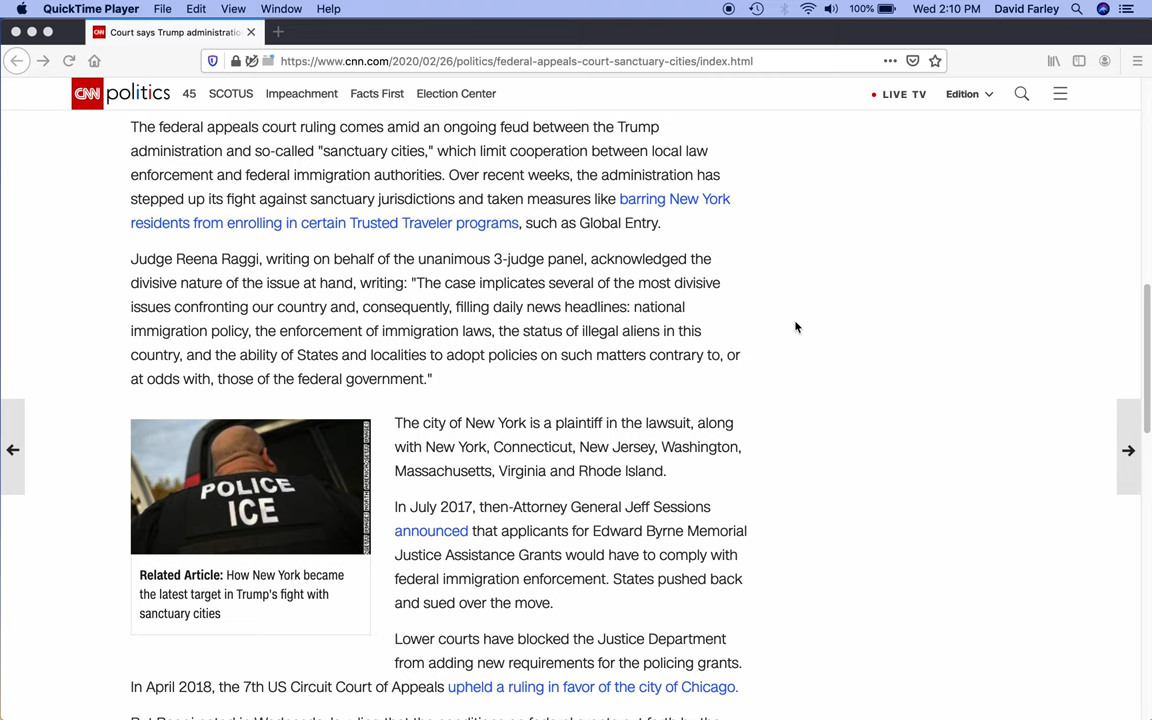 QuickTime Player File Edit View Window Help 100% Wed 2:10 PM David Farley
CNN Court says Trump administratio
https://www.cnn.com/2020/02/26/politics/federal-appeals-court-sanctuary-cities/index.html
CNN politics 45 SCOTUS Impeachment Facts First Election Center LIVE TV Edition
The federal appeals court ruling comes amid an ongoing feud between the Trump
administration and so-called "sanctuary cities," which limit cooperation between local law
enforcement and federal immigration authorities. Over recent weeks, the administration has
stepped up its fight against sanctuary jurisdictions and taken measures like barring New York
residents from enrolling in certain Trusted Traveler programs, such as Global Entry.
Judge Reena Raggi, writing on behalf of the unanimous 3-judge panel, acknowledged the
divisive nature of the issue at hand, writing: "The case implicates several of the most divisive
issues confronting our country and, consequently, filling daily news headlines: national
immigration policy, the enforcement of immigration laws, the status of illegal aliens in this
country, and the ability of States and localities to adopt policies on such matters contrary to, or
at odds with, those of the federal government."
POLICE
ICE
Related Article: How New York became
the latest target in Trump's fight with
sanctuary cities
The city of New York is a plaintiff in the lawsuit, along
with New York, Connecticut, New Jersey, Washington,
Massachusetts, Virginia and Rhode Island.
In July 2017, then-Attorney General Jeff Sessions
announced that applicants for Edward Byrne Memorial
Justice Assistance Grants would have to comply with
federal immigration enforcement. States pushed back
and sued over the move.
Lower courts have blocked the Justice Department
from adding new requirements for the policing grants.
In April 2018, the 7th US Circuit Court of Appeals upheld a ruling in favor of the city of Chicago.